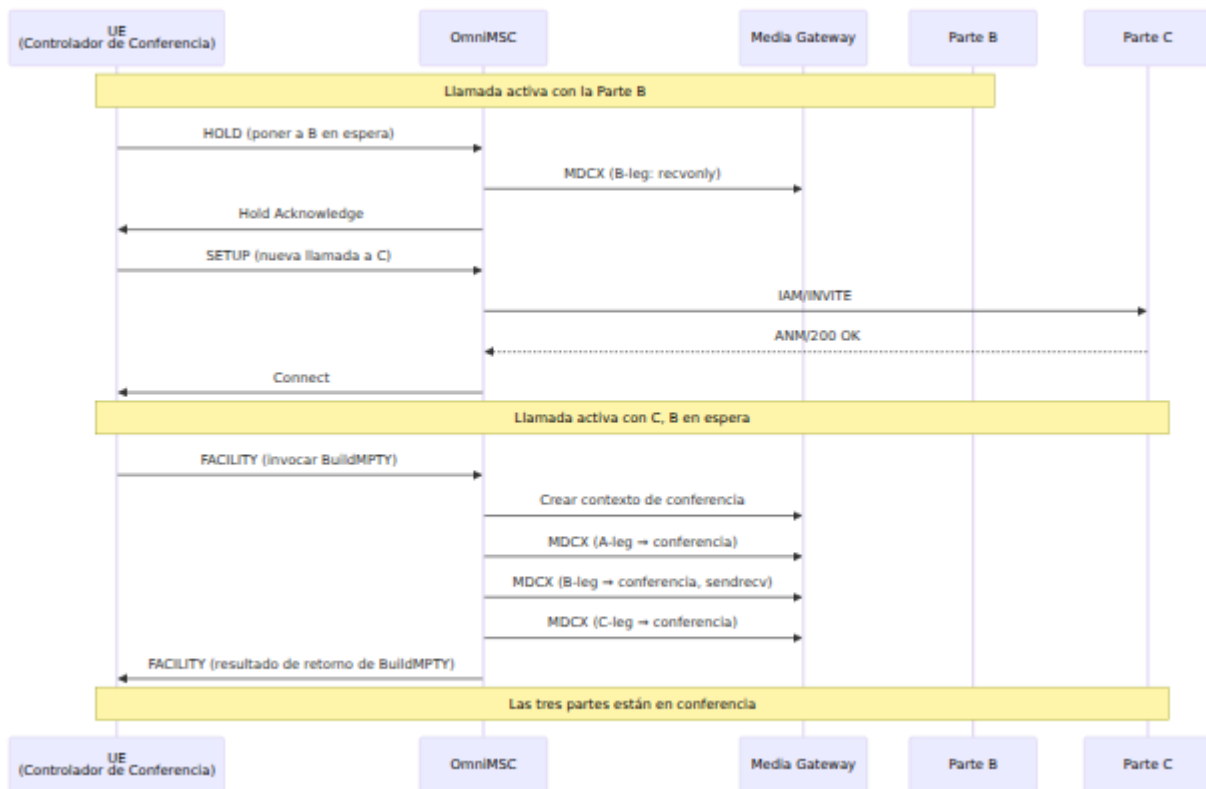 UE
(Controlador de Conferencia)
OmniMSC
Media Gateway
Parte B
Parte C
Llamada activa con la Parte B
HOLD (poner a B en espera)
MDCX (B-leg: recvonly)
Hold Acknowledge
SETUP (nueva llamada a C)
IAM/INVITE
ANM/200 OK
Connect
Llamada activa con C, B en espera
FACILITY (invocar BuildMPTY)
Crear contexto de conferencia
MDCX (A-leg → conferencia)
MDCX (B-leg → conferencia, sendrecv)
MDCX (C-leg → conferencia)
FACILITY (resultado de retorno de BuildMPTY)
Las tres partes están en conferencia
UE
(Controlador de Conferencia)
OmniMSC
Media Gateway
Parte B
Parte C